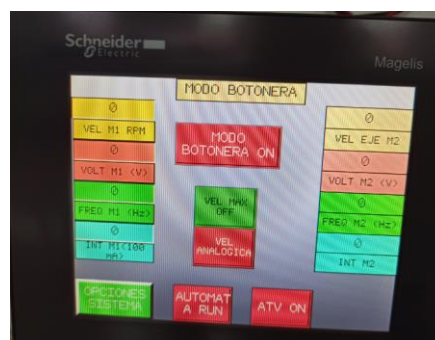 Schneider
Electric
Magelis
MODO BOTONERA
0
VEL M1 RPM
0
VOLT M1 (V)
0
FREQ M1 (Hz)
0
INT M1(100
mA)
MODO
BOTONERA ON
VEL MAX
OFF
VEL
ANALOGICA
0
VEL EJE M2
0
VOLT M2 (V)
0
FREQ M2 (Hz)
0
INT M2
OPCIONES
SISTEMA
AUTOMAT
A RUN
ATV ON